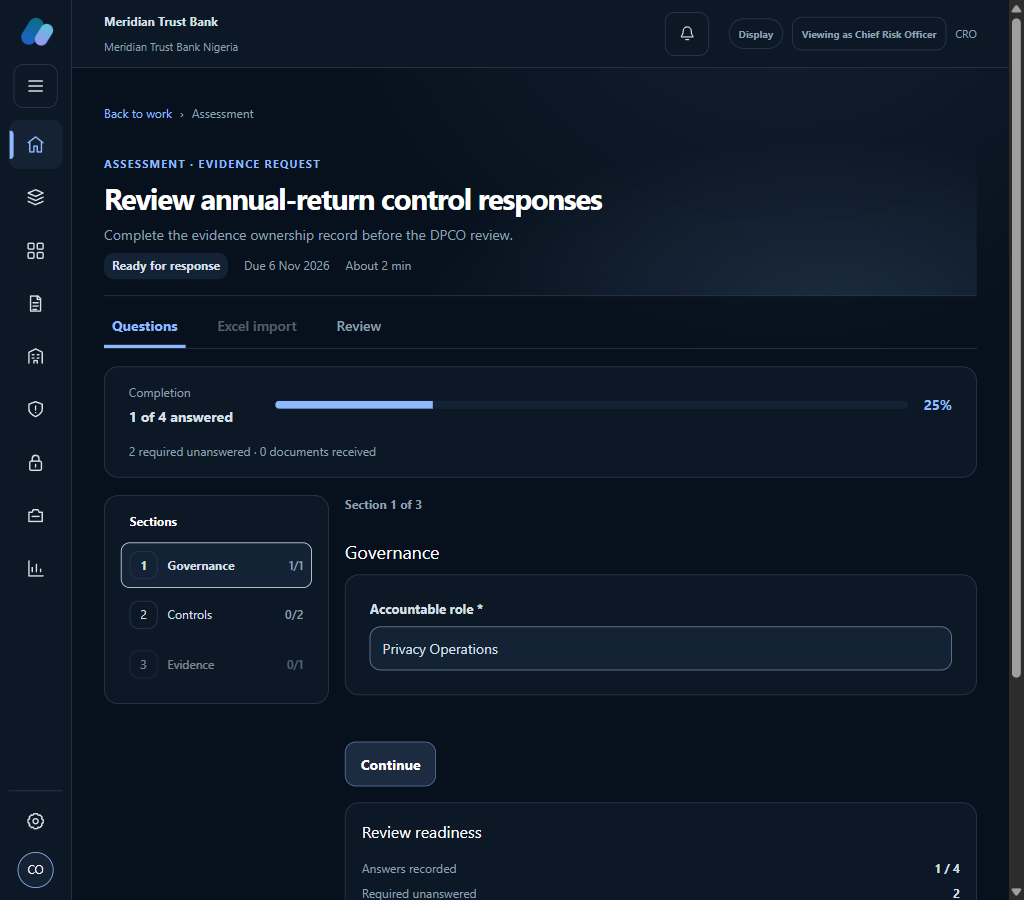 Meridian Trust Bank
Meridian Trust Bank Nigeria
Display
Viewing as Chief Risk Officer
CRO
Back to work › Assessment
ASSESSMENT · EVIDENCE REQUEST
Review annual-return control responses
Complete the evidence ownership record before the DPCO review.
Ready for response Due 6 Nov 2026 About 2 min
Questions Excel import Review
Completion
1 of 4 answered
25%
2 required unanswered · 0 documents received
Sections
1 Governance 1/1
2 Controls 0/2
3 Evidence 0/1
Section 1 of 3
Governance
Accountable role *
Privacy Operations
Continue
Review readiness
Answers recorded 1 / 4
Required unanswered 2
CO